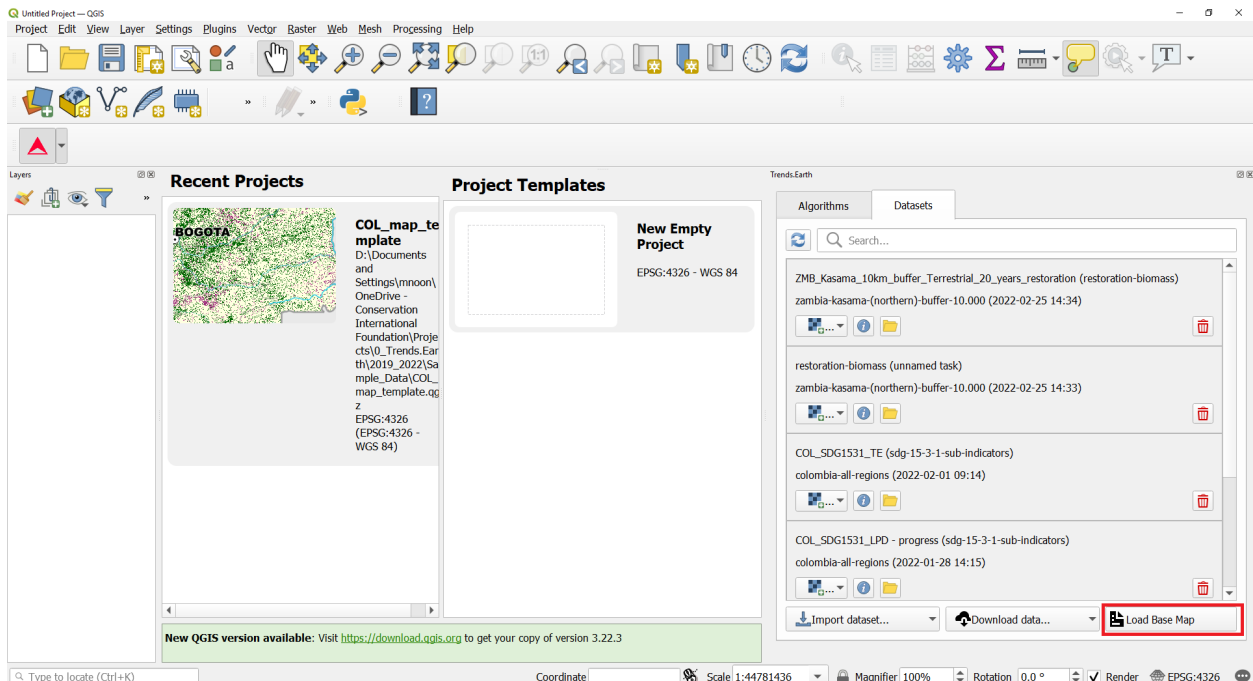 Untitled Project — QGIS
Project Edit View Layer Settings Plugins Vector Raster Web Mesh Processing Help
Layers
Recent Projects
BOGOTÁ
COL_map_te
mplate
D:\Documents
and
Settings\mnoon\
OneDrive -
Conservation
International
Foundation\Proje
cts\0_Trends.Ear
th\2019_2022\Sa
mple_Data\COL_
map_template.qg
z
EPSG:4326
(EPSG:4326 -
WGS 84)
Project Templates
New Empty
Project
EPSG:4326 - WGS 84
New QGIS version available: Visit https://download.qgis.org to get your copy of version 3.22.3
Trends.Earth
Algorithms Datasets
Search...
ZMB_Kasama_10km_buffer_Terrestrial_20_years_restoration (restoration-biomass)
zambia-kasama-(northern)-buffer-10.000 (2022-02-25 14:34)
...
restoration-biomass (unnamed task)
zambia-kasama-(northern)-buffer-10.000 (2022-02-25 14:33)
...
COL_SDG1531_TE (sdg-15-3-1-sub-indicators)
colombia-all-regions (2022-02-01 09:14)
...
COL_SDG1531_LPD - progress (sdg-15-3-1-sub-indicators)
colombia-all-regions (2022-01-28 14:15)
...
Import dataset... Download data... Load Base Map
Type to locate (Ctrl+K) Coordinate Scale 1:44781436 Magnifier 100% Rotation 0.0 ° Render EPSG:4326